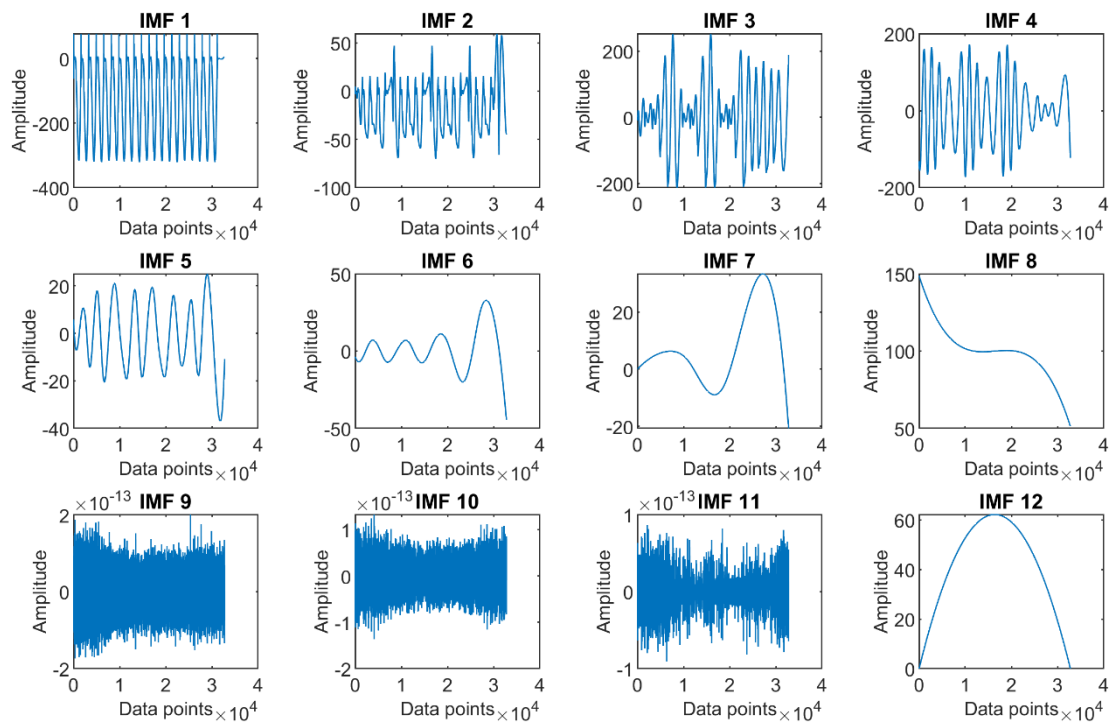 IMF 1
Amplitude
0
-200
-400
0 1 2 3 4
Data points ×10^4
IMF 2
Amplitude
50
0
-50
-100
0 1 2 3 4
Data points ×10^4
IMF 3
Amplitude
200
0
-200
0 1 2 3 4
Data points ×10^4
IMF 4
Amplitude
200
0
-200
0 1 2 3 4
Data points ×10^4
IMF 5
Amplitude
20
0
-20
-40
0 1 2 3 4
Data points ×10^4
IMF 6
Amplitude
50
0
-50
0 1 2 3 4
Data points ×10^4
IMF 7
Amplitude
20
0
-20
0 1 2 3 4
Data points ×10^4
IMF 8
Amplitude
150
100
50
0 1 2 3 4
Data points ×10^4
×10^-13 IMF 9
Amplitude
2
0
-2
0 1 2 3 4
Data points ×10^4
×10^-13 IMF 10
Amplitude
1
0
-1
-2
0 1 2 3 4
Data points ×10^4
×10^-13 IMF 11
Amplitude
1
0
-1
0 1 2 3 4
Data points ×10^4
IMF 12
Amplitude
60
40
20
0
0 1 2 3 4
Data points ×10^4